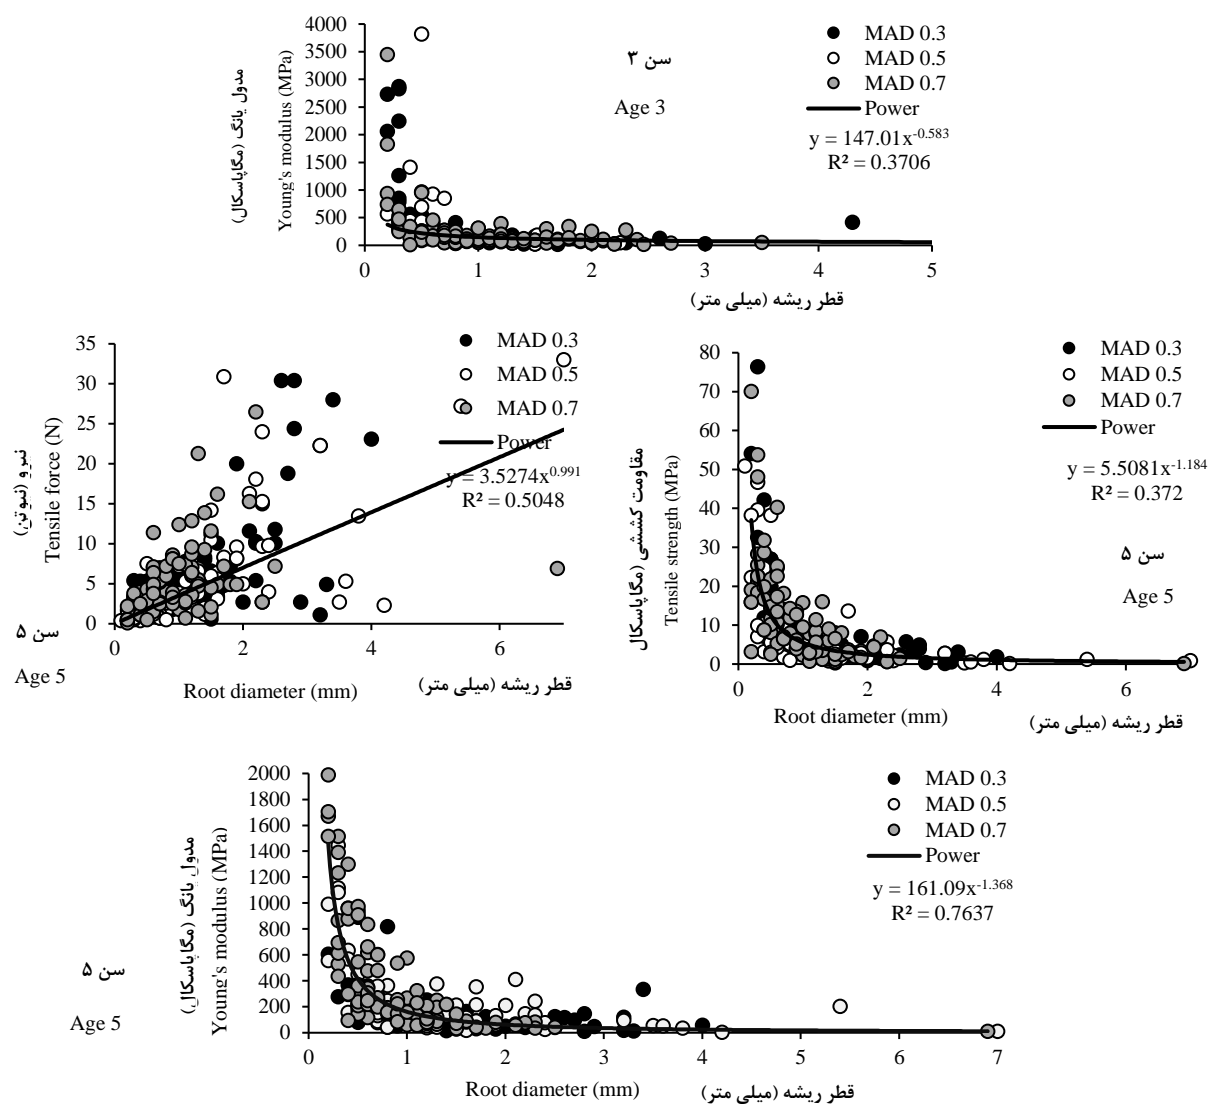 مدول یانگ (مگاپاسکال)
Young's modulus (MPa)
4000
3500
3000
2500
2000
1500
1000
500
0
0 1 2 3 4 5
قطر ریشه (میلی متر)
سن ۳
Age 3
MAD 0.3
MAD 0.5
MAD 0.7
Power
y = 147.01x^-0.583
R² = 0.3706
نیرو (نیوتن)
Tensile force (N)
35
30
25
20
15
10
5
0
0 2 4 6
Root diameter (mm)
قطر ریشه (میلی متر)
سن ۵
Age 5
MAD 0.3
MAD 0.5
MAD 0.7
Power
y = 3.5274x^0.991
R² = 0.5048
مقاومت کششی (مگاپاسکال
Tensile strength (MPa)
80
70
60
50
40
30
20
10
0
0 2 4 6
Root diameter (mm)
قطر ریشه (میلی متر)
MAD 0.3
MAD 0.5
MAD 0.7
Power
y = 5.5081x^-1.184
R² = 0.372
سن ۵
Age 5
مدول یانگ (مگاپاسکال)
Young's modulus (MPa)
2000
1800
1600
1400
1200
1000
800
600
400
200
0
0 1 2 3 4 5 6 7
Root diameter (mm)
قطر ریشه (میلی متر)
سن ۵
Age 5
MAD 0.3
MAD 0.5
MAD 0.7
Power
y = 161.09x^-1.368
R² = 0.7637